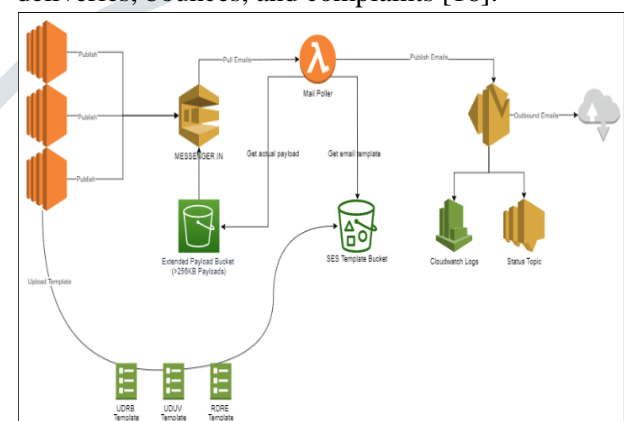 deliveries, bounces, and complaints [16].
Publish
Pull Emails
Publish Emails
Mail Poller
Publish
MESSENGER.IN
Outbound Emails
Get actual payload
Get email template
Publish
Extended Payload Bucket
(>256KB Payloads)
SES Template Bucket
Cloudwatch Logs
Status Topic
Upload Template
UDRB
Template
UDUV
Template
RDRE
Template